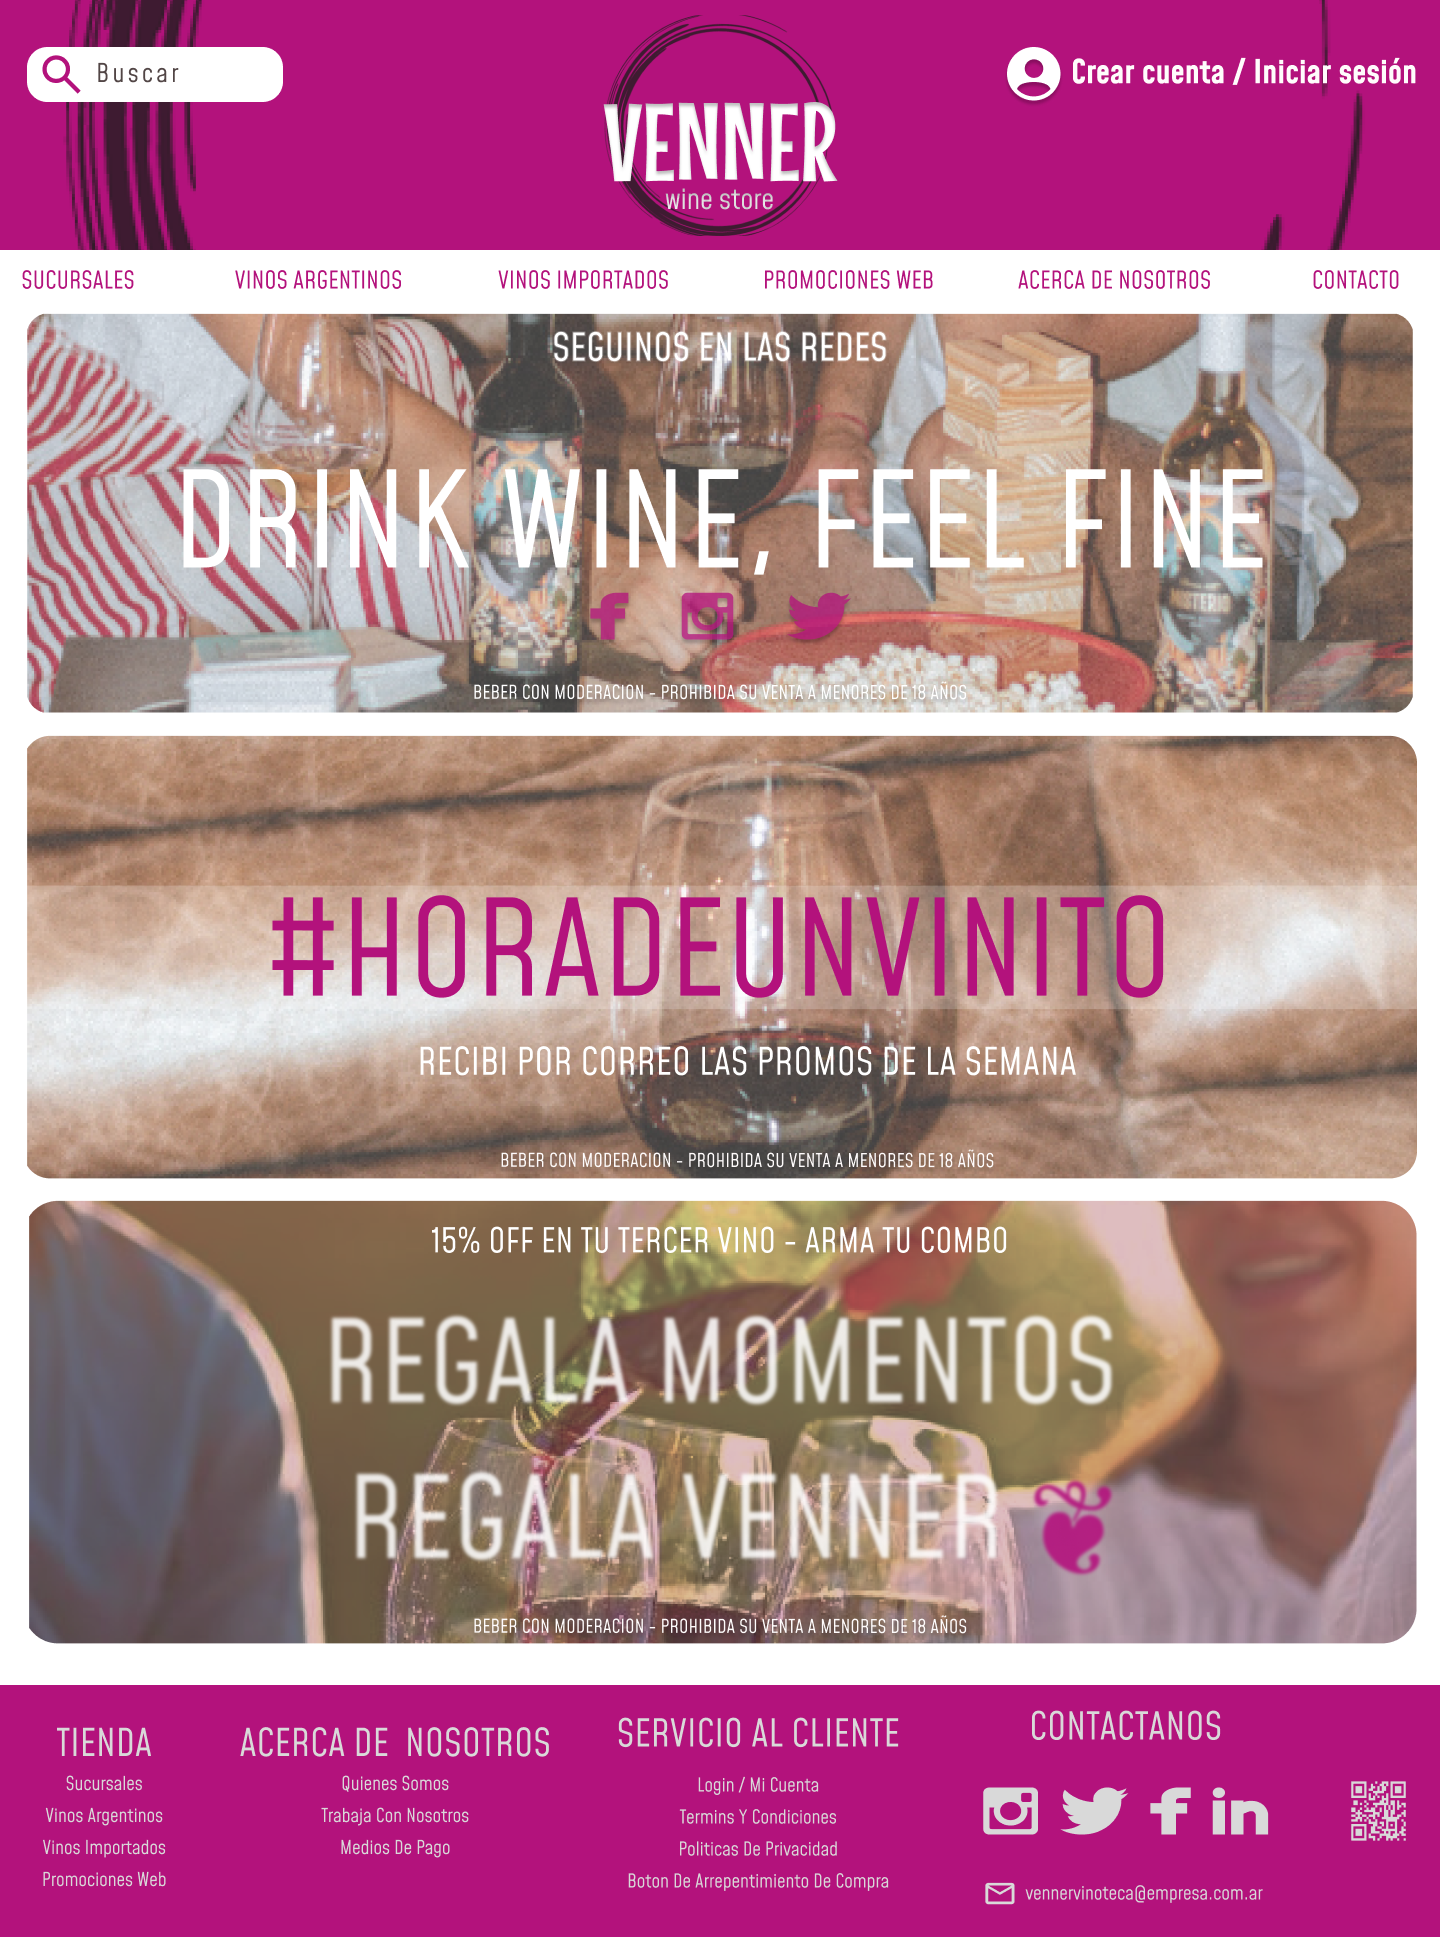 Buscar
VENNER
wine store
Crear cuenta / Iniciar sesión
SUCURSALES
VINOS ARGENTINOS
VINOS IMPORTADOS
PROMOCIONES WEB
ACERCA DE NOSOTROS
CONTACTO
SEGUINOS EN LAS REDES
DRINK WINE, FEEL FINE
BEBER CON MODERACION - PROHIBIDA SU VENTA A MENORES DE 18 AÑOS
#HORADEUNVINITO
RECIBI POR CORREO LAS PROMOS DE LA SEMANA
BEBER CON MODERACION - PROHIBIDA SU VENTA A MENORES DE 18 AÑOS
15% OFF EN TU TERCER VINO - ARMA TU COMBO
REGALA MOMENTOS
REGALA VENNER
BEBER CON MODERACION - PROHIBIDA SU VENTA A MENORES DE 18 AÑOS
TIENDA
Sucursales
Vinos Argentinos
Vinos Importados
Promociones Web
ACERCA DE NOSOTROS
Quienes Somos
Trabaja Con Nosotros
Medios De Pago
SERVICIO AL CLIENTE
Login / Mi Cuenta
Termins Y Condiciones
Politicas De Privacidad
Boton De Arrepentimiento De Compra
CONTACTANOS
vennervinoteca@empresa.com.ar